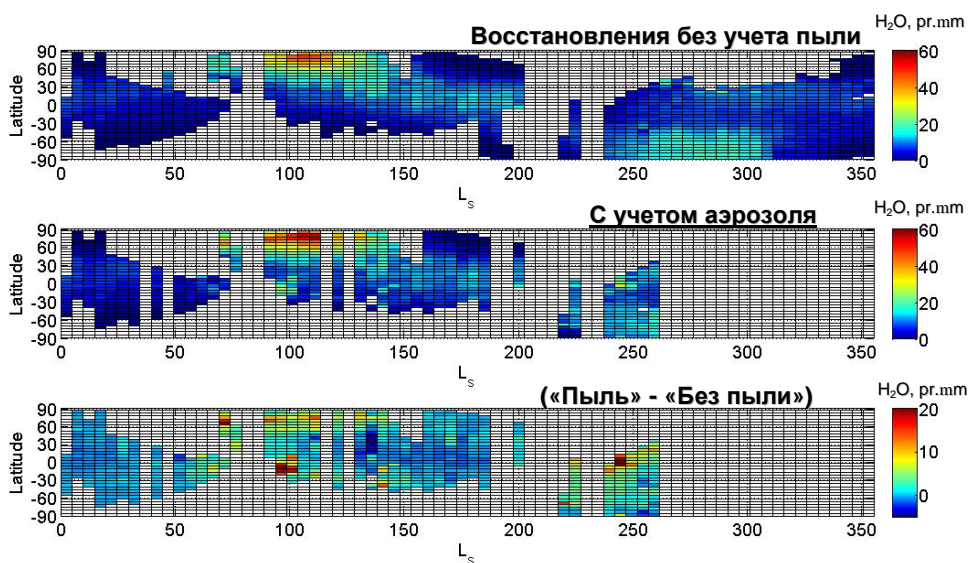 Восстановления без учета пыли
H₂O, pr.mm
Latitude
90
60
30
0
-30
-60
-90
0 50 100 150 200 250 300 350
Lₛ
60
40
20
0
С учетом аэрозоля
H₂O, pr.mm
Latitude
90
60
30
0
-30
-60
-90
0 50 100 150 200 250 300 350
Lₛ
60
40
20
0
(«Пыль» - «Без пыли»)
H₂O, pr.mm
Latitude
90
60
30
0
-30
-60
-90
0 50 100 150 200 250 300 350
Lₛ
20
10
0